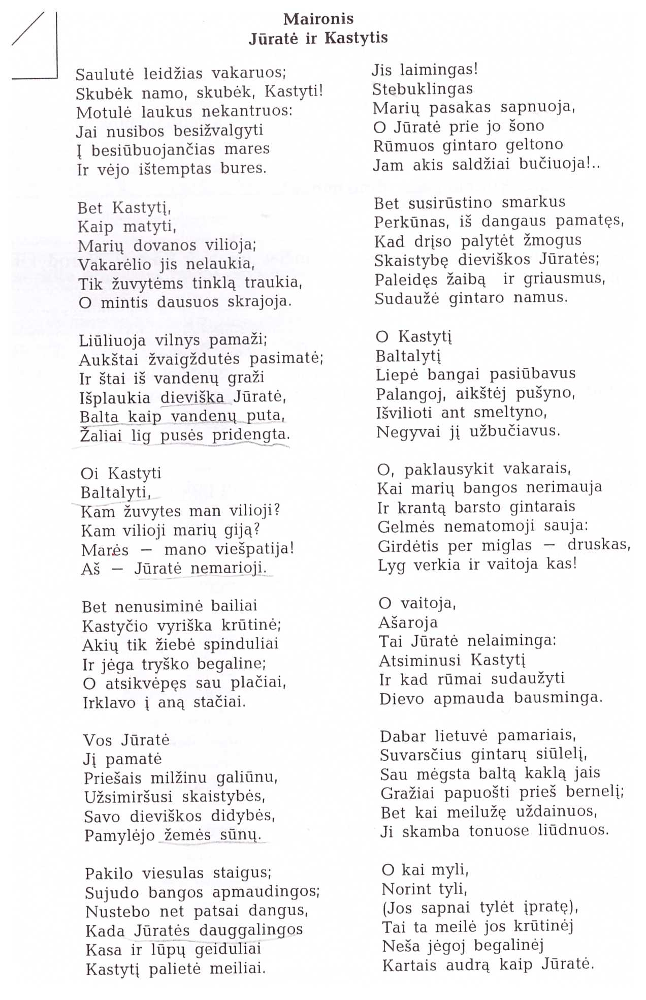 Maironis
Jūratė ir Kastytis
Saulutė leidžias vakaruos;
Skubėk namo, skubėk, Kastyti!
Motulė laukus nekantruos:
Jai nusibos besižvalgyti
Į besiūbuojančias mares
Ir vėjo ištemptas bures.
Bet Kastytį,
Kaip matyti,
Marių dovanos vilioja;
Vakarėlio jis nelaukia,
Tik žuvytėms tinklą traukia,
O mintis dausuos skrajoja.
Liūliuoja vilnys pamaži;
Aukštai žvaigždutės pasimatė;
Ir štai iš vandenų graži
Išplaukia dieviška Jūratė,
Balta kaip vandenų puta,
Žaliai lig pusės pridengta.
Oi Kastyti
Baltalyti,
Kam žuvytes man vilioji?
Kam vilioji marių giją?
Marės — mano viešpatija!
Aš — Jūratė nemarioji.
Bet nenusiminė bailiai
Kastyčio vyriška krūtinė;
Akių tik žiebė spinduliai
Ir jėga tryško begaline;
O atsikvėpęs sau plačiai,
Irklavo į aną stačiai.
Vos Jūratė
Jį pamatė
Priešais milžinu galiūnu,
Užsimiršusi skaistybės,
Savo dieviškos didybės,
Pamylėjo žemės sūnų.
Pakilo viesulas staigus;
Sujudo bangos apmaudingos;
Nustebo net patsai dangus,
Kada Jūratės dauggalingos
Kasa ir lūpų geiduliai
Kastytį palietė meiliai.
Jis laimingas!
Stebuklingas
Marių pasakas sapnuoja,
O Jūratė prie jo šono
Rūmuos gintaro geltono
Jam akis saldžiai bučiuoja!..
Bet susirūstino smarkus
Perkūnas, iš dangaus pamatęs,
Kad drįso palytėt žmogus
Skaistybę dieviškos Jūratės;
Paleidęs žaibą ir griausmus,
Sudaužė gintaro namus.
O Kastytį
Baltalytį
Liepė bangai pasiūbavus
Palangoj, aikštėj pušyno,
Išvilioti ant smeltyno,
Negyvai jį užbučiavus.
O, paklausykit vakarais,
Kai marių bangos nerimauja
Ir krantą barsto gintarais
Gelmės nematomoji sauja:
Girdėtis per miglas — druskas,
Lyg verkia ir vaitoja kas!
O vaitoja,
Ašaroja
Tai Jūratė nelaiminga:
Atsiminusi Kastytį
Ir kad rūmai sudaužyti
Dievo apmauda bausminga.
Dabar lietuvė pamariais,
Suvarsčius gintarų siūlelį,
Sau mėgsta baltą kaklą jais
Gražiai papuošti prieš bernelį;
Bet kai meilužę uždainuos,
Ji skamba tonuose liūdnuos.
O kai myli,
Norint tyli,
(Jos sapnai tylėt įpratę),
Tai ta meilė jos krūtinėj
Neša jėgoj begalinėj
Kartais audrą kaip Jūratė.